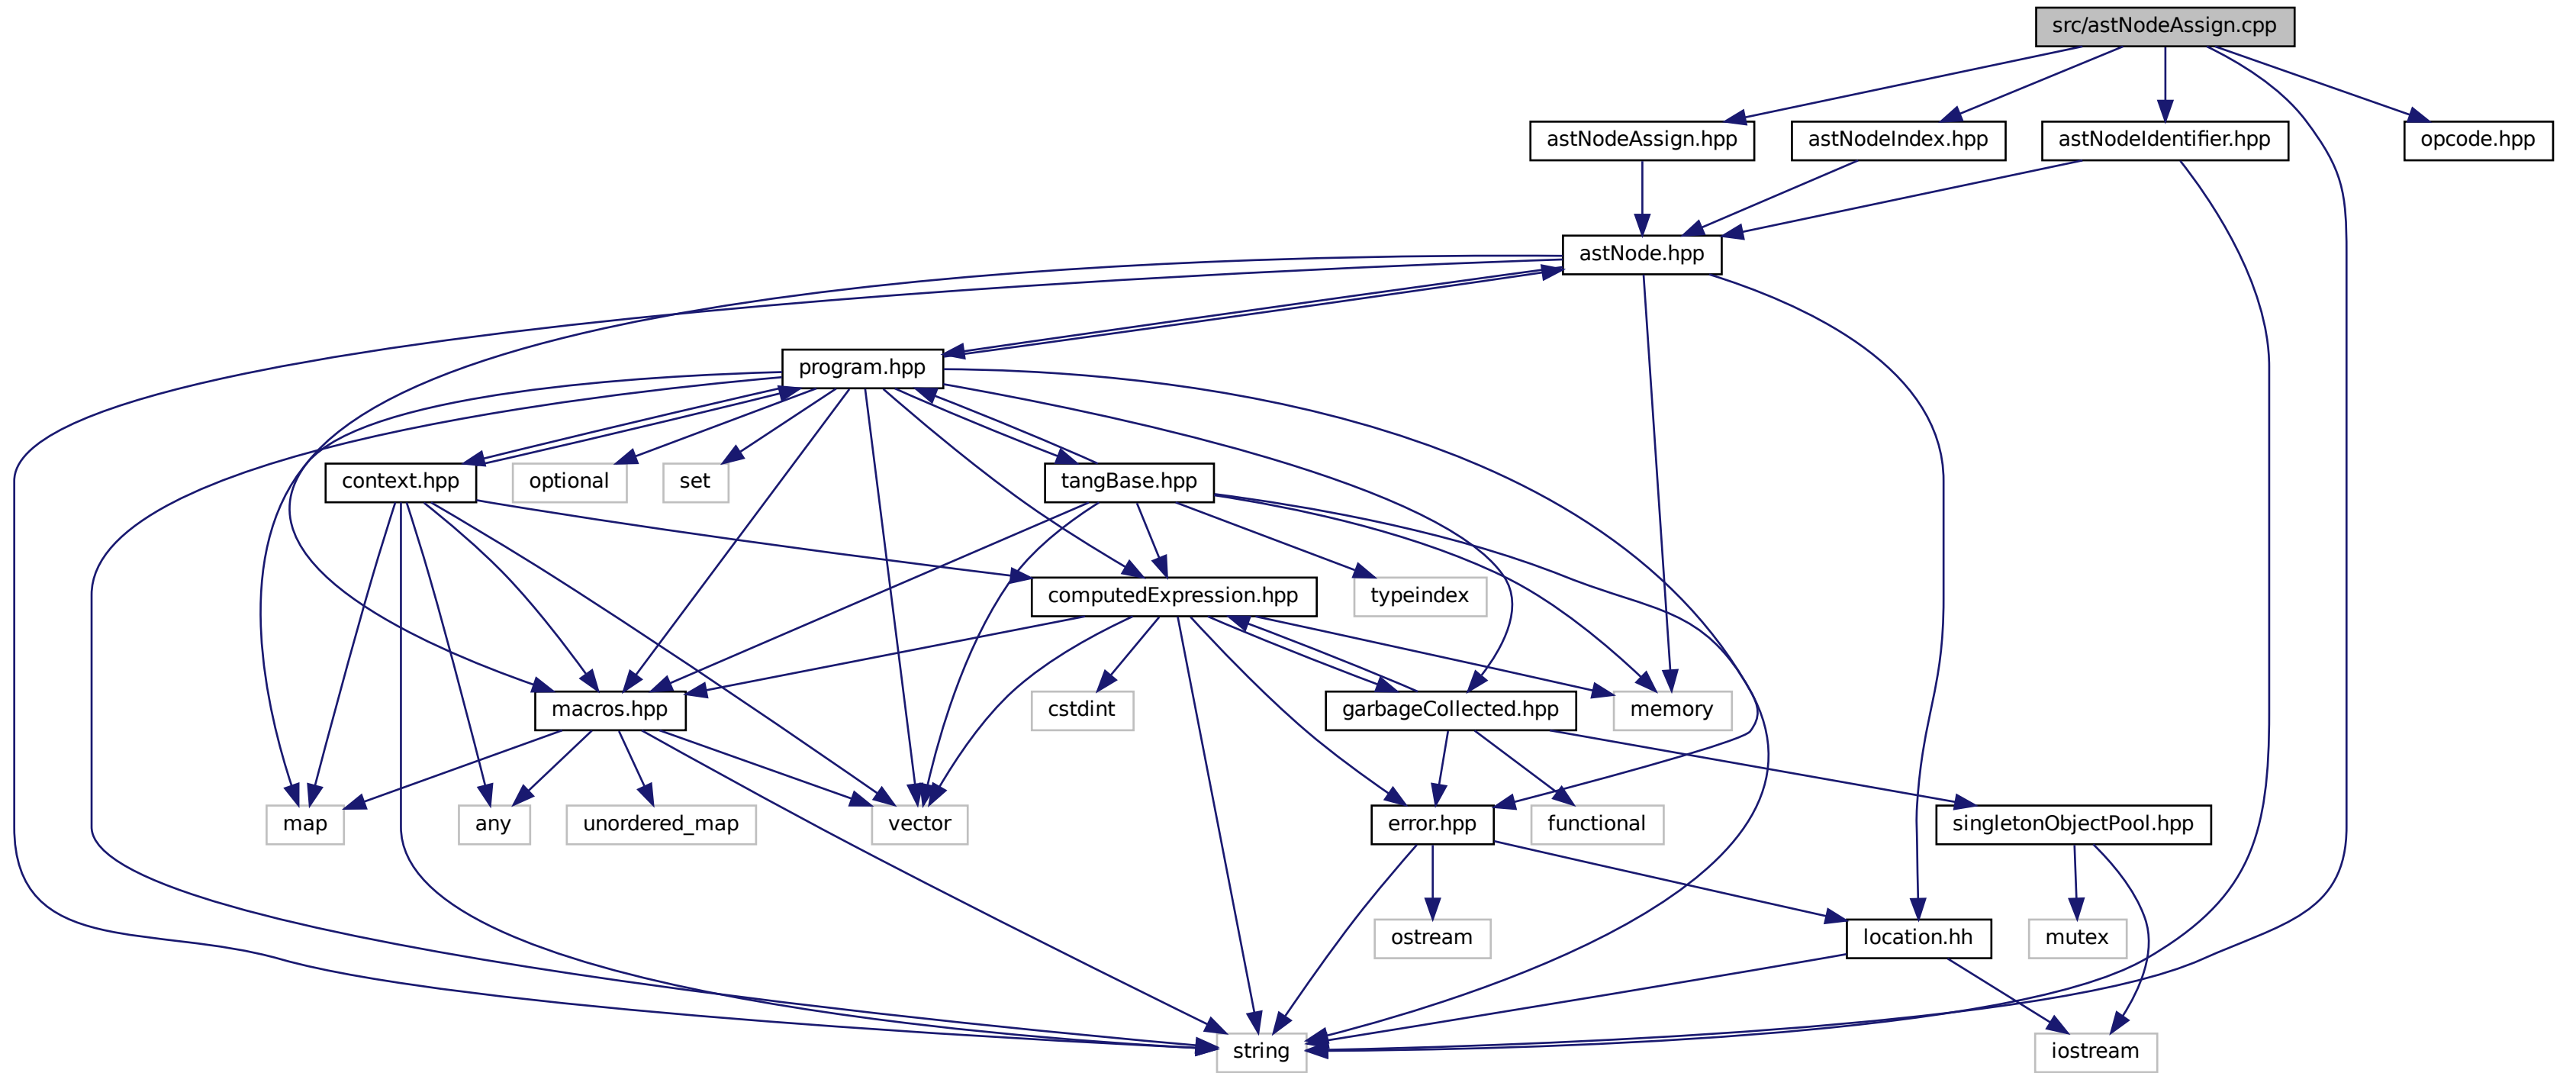 src/astNodeAssign.cpp
astNodeAssign.hpp
astNodeIndex.hpp
astNodeIdentifier.hpp
opcode.hpp
astNode.hpp
program.hpp
context.hpp
optional
set
tangBase.hpp
computedExpression.hpp
typeindex
macros.hpp
cstdint
garbageCollected.hpp
memory
map
any
unordered_map
vector
error.hpp
functional
singletonObjectPool.hpp
ostream
location.hh
mutex
string
iostream